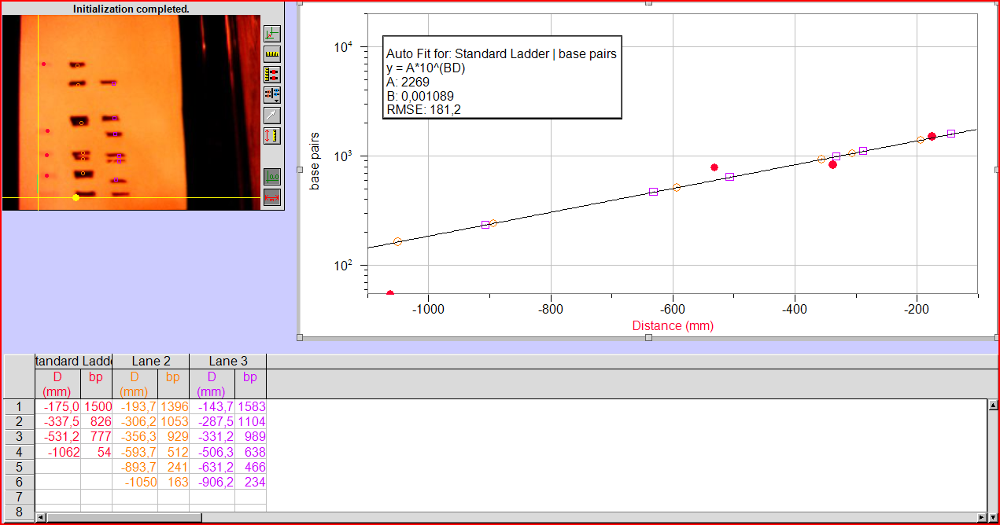 Initialization completed.
Auto Fit for: Standard Ladder | base pairs
y = A*10^(BD)
A: 2269
B: 0,001089
RMSE: 181,2
10^4
10^3
10^2
base pairs
-1000 -800 -600 -400 -200
Distance (mm)
tandard Ladde Lane 2 Lane 3
D bp D bp D bp
(mm) (mm) (mm)
1 -175,0 1500 -193,7 1396 -143,7 1583
2 -337,5 826 -306,2 1053 -287,5 1104
3 -531,2 777 -356,3 929 -331,2 989
4 -1062 54 -593,7 512 -506,3 638
5 -893,7 241 -631,2 466
6 -1050 163 -906,2 234
7
8